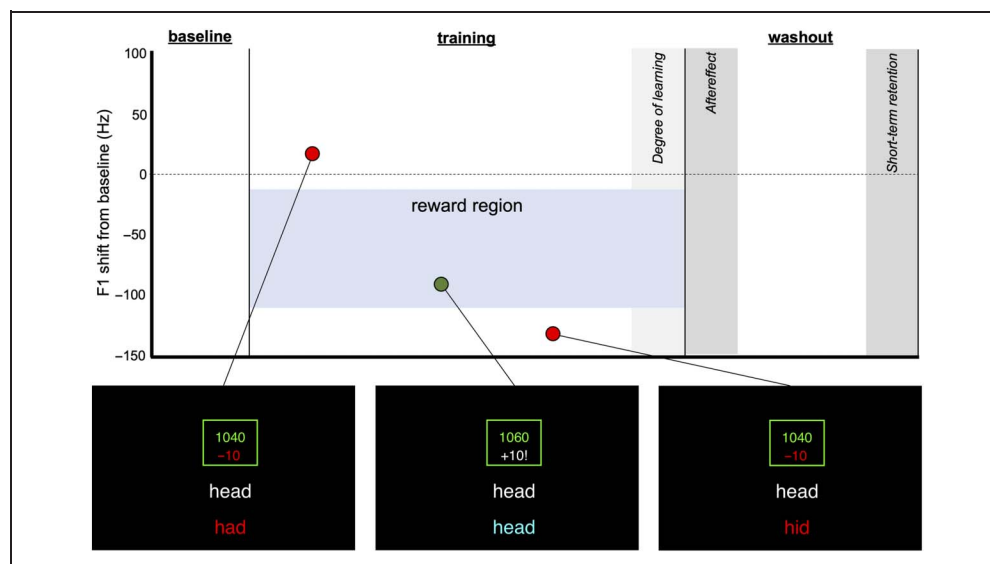 baseline
training
washout
100
50
0
−50
−100
−150
F1 shift from baseline (Hz)
Degree of learning
Aftereffect
Short-term retention
reward region
1040
−10
head
had
1060
+10!
head
head
1040
−10
head
hid